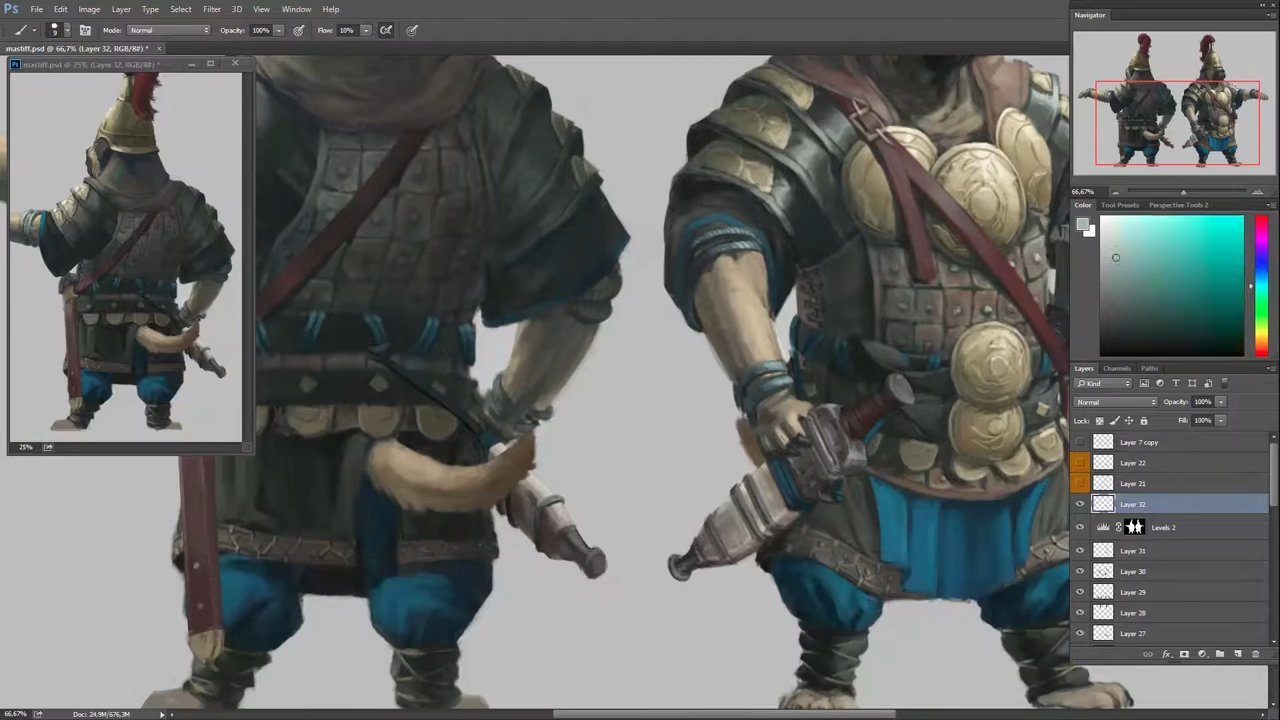 Ps File Edit Image Layer Type Select Filter 3D View Window Help
9 Mode: Normal Opacity: 100% Flow: 10%
mastiff.psd @ 66,7% (Layer 32, RGB/8#) * ×
Ps mastiff.psd @ 25% (Layer 32, RGB/8#) *
25%
Navigator
66,67%
Color Tool Presets Perspective Tools 2
Layers Channels Paths
Kind
Normal Opacity: 100%
Lock: Fill: 100%
Layer 7 copy
Layer 22
Layer 21
Layer 32
Levels 2
Layer 31
Layer 30
Layer 29
Layer 28
Layer 27
fx
66,67% Doc: 24,9M/676,3M